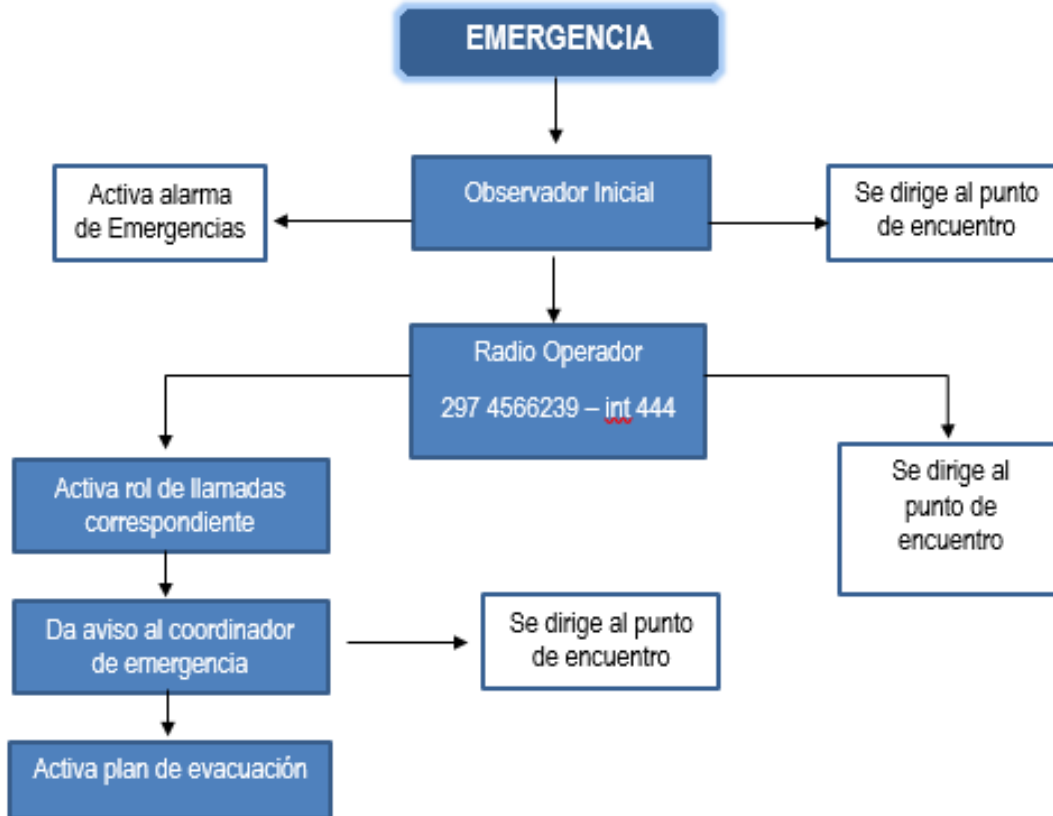 EMERGENCIA
Activa alarma
de Emergencias
Observador Inicial
Se dirige al punto
de encuentro
Radio Operador
297 4566239 – int 444
Activa rol de llamadas
correspondiente
Se dirige al
punto de
encuentro
Da aviso al coordinador
de emergencia
Se dirige al punto
de encuentro
Activa plan de evacuación